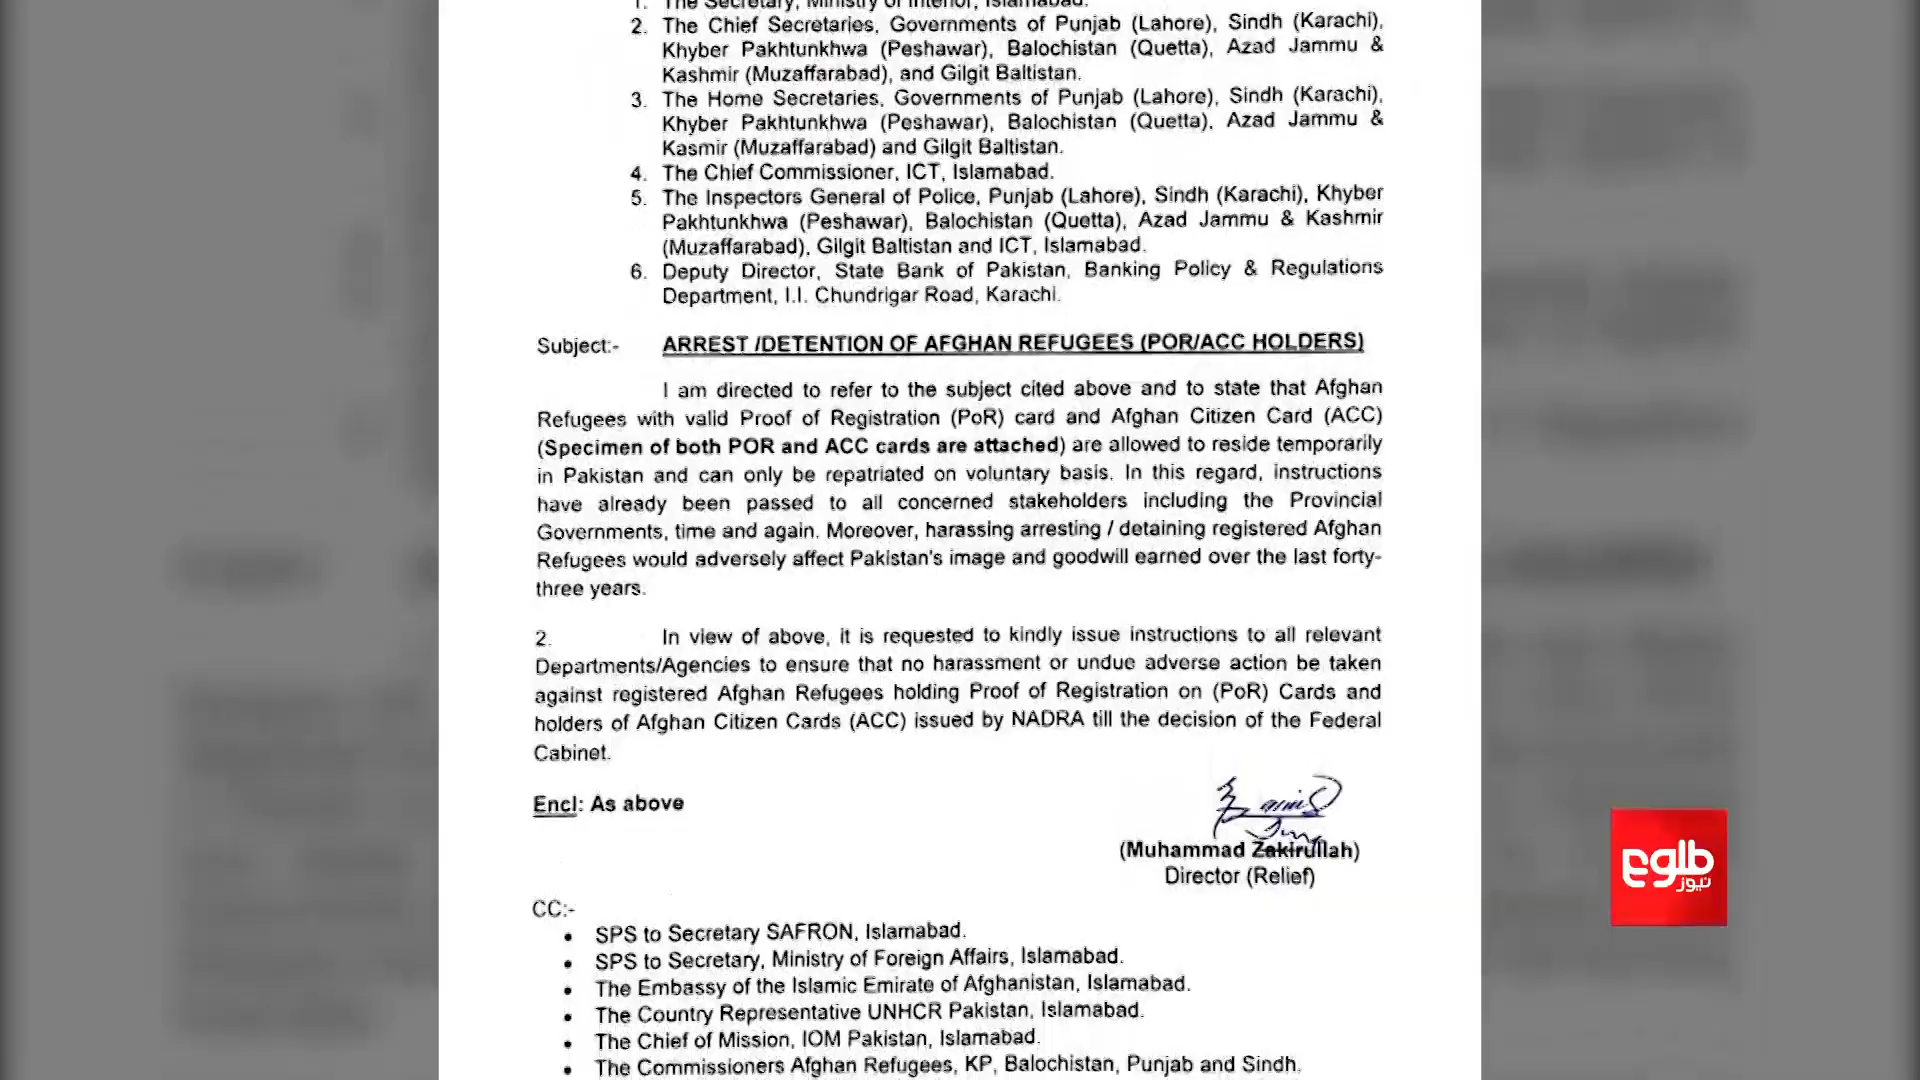 1. The Secretary, Ministry of Interior, Islamabad.
2. The Chief Secretaries, Governments of Punjab (Lahore), Sindh (Karachi),
Khyber Pakhtunkhwa (Peshawar), Balochistan (Quetta), Azad Jammu &
Kashmir (Muzaffarabad), and Gilgit Baltistan.
3. The Home Secretaries, Governments of Punjab (Lahore), Sindh (Karachi),
Khyber Pakhtunkhwa (Peshawar), Balochistan (Quetta), Azad Jammu &
Kasmir (Muzaffarabad) and Gilgit Baltistan.
4. The Chief Commissioner, ICT, Islamabad.
5. The Inspectors General of Police, Punjab (Lahore), Sindh (Karachi), Khyber
Pakhtunkhwa (Peshawar), Balochistan (Quetta), Azad Jammu & Kashmir
(Muzaffarabad), Gilgit Baltistan and ICT, Islamabad.
6. Deputy Director, State Bank of Pakistan, Banking Policy & Regulations
Department, I.I. Chundrigar Road, Karachi.
Subject:- ARREST /DETENTION OF AFGHAN REFUGEES (POR/ACC HOLDERS)
I am directed to refer to the subject cited above and to state that Afghan
Refugees with valid Proof of Registration (PoR) card and Afghan Citizen Card (ACC)
(Specimen of both POR and ACC cards are attached) are allowed to reside temporarily
in Pakistan and can only be repatriated on voluntary basis. In this regard, instructions
have already been passed to all concerned stakeholders including the Provincial
Governments, time and again. Moreover, harassing arresting / detaining registered Afghan
Refugees would adversely affect Pakistan's image and goodwill earned over the last forty-
three years.
2. In view of above, it is requested to kindly issue instructions to all relevant
Departments/Agencies to ensure that no harassment or undue adverse action be taken
against registered Afghan Refugees holding Proof of Registration on (PoR) Cards and
holders of Afghan Citizen Cards (ACC) issued by NADRA till the decision of the Federal
Cabinet.
Encl: As above
(Muhammad Zakirullah)
Director (Relief)
CC:-
• SPS to Secretary SAFRON, Islamabad.
• SPS to Secretary, Ministry of Foreign Affairs, Islamabad.
• The Embassy of the Islamic Emirate of Afghanistan, Islamabad.
• The Country Representative UNHCR Pakistan, Islamabad.
• The Chief of Mission, IOM Pakistan, Islamabad.
• The Commissioners Afghan Refugees, KP, Balochistan, Punjab and Sindh.
طلوع
نیوز